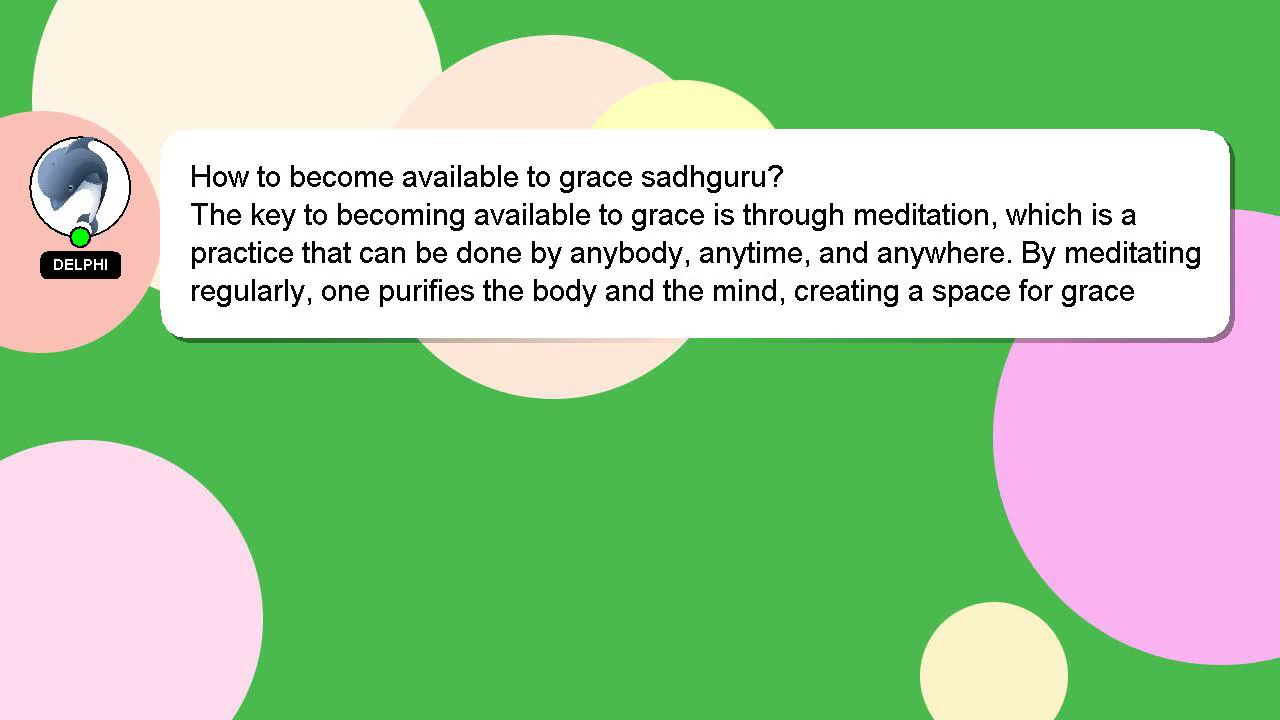 How to become available to grace sadhguru?
The key to becoming available to grace is through meditation, which is a
practice that can be done by anybody, anytime, and anywhere. By meditating
regularly, one purifies the body and the mind, creating a space for grace
DELPHI